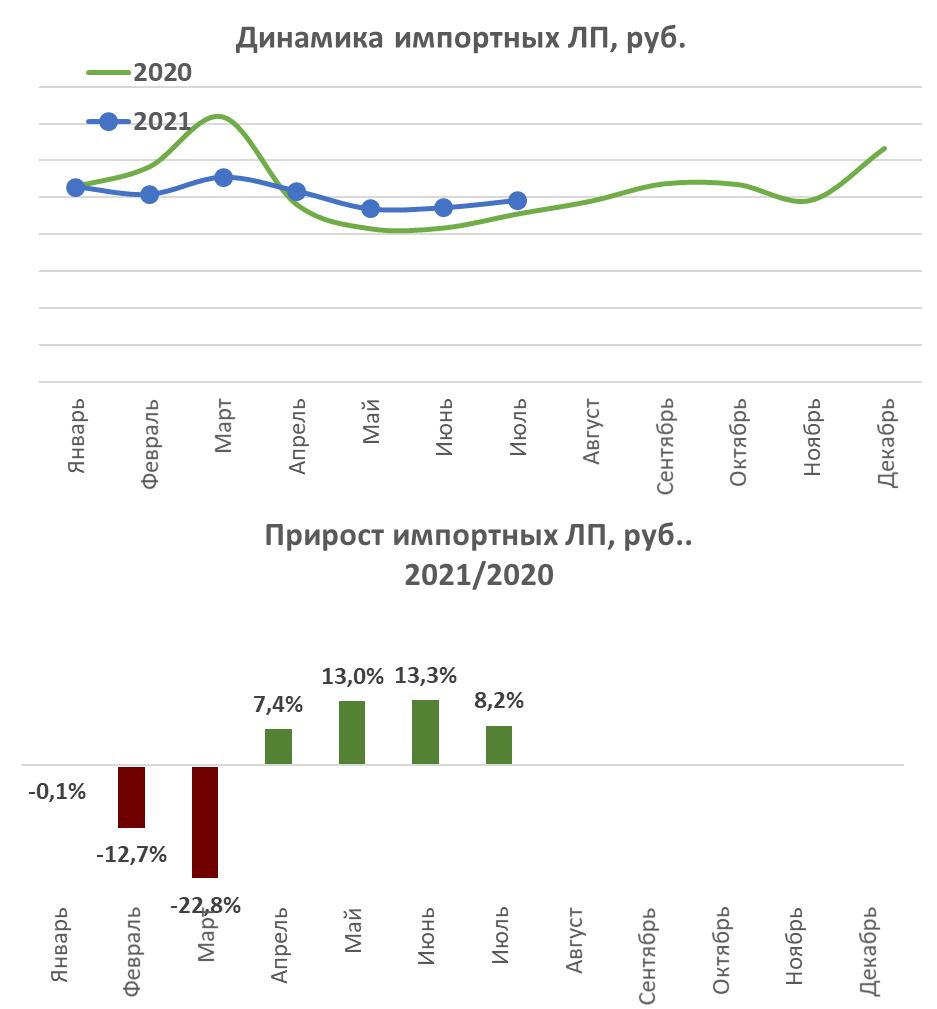 Динамика импортных ЛП, руб.
2020
2021
Январь
Февраль
Март
Апрель
Май
Июнь
Июль
Август
Сентябрь
Октябрь
Ноябрь
Декабрь
Прирост импортных ЛП, руб..
2021/2020
-0,1%
-12,7%
-22,8%
7,4%
13,0%
13,3%
8,2%
Январь
Февраль
Март
Апрель
Май
Июнь
Июль
Август
Сентябрь
Октябрь
Ноябрь
Декабрь